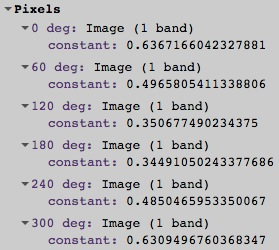 Pixels
0 deg: Image (1 band)
constant: 0.6367166042327881
60 deg: Image (1 band)
constant: 0.4965805411338806
120 deg: Image (1 band)
constant: 0.350677490234375
180 deg: Image (1 band)
constant: 0.34491050243377686
240 deg: Image (1 band)
constant: 0.4850465953350067
300 deg: Image (1 band)
constant: 0.6309496760368347